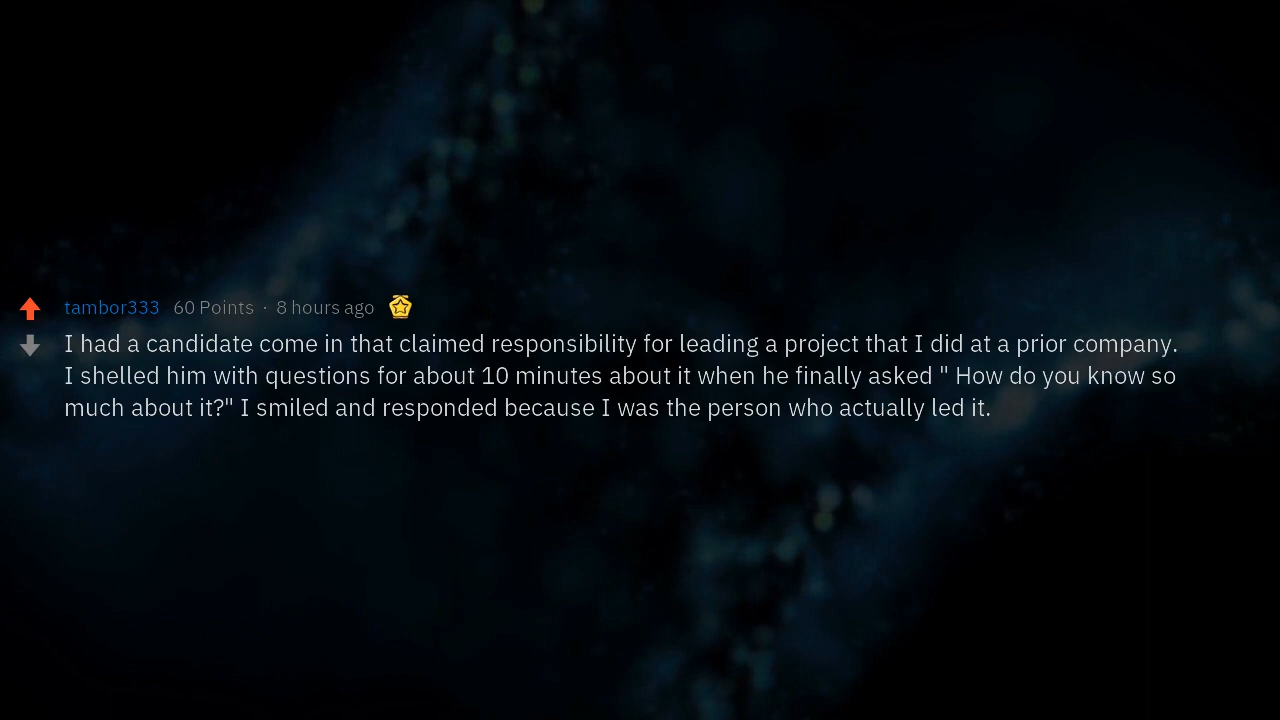 tambor333 60 Points · 8 hours ago
I had a candidate come in that claimed responsibility for leading a project that I did at a prior company.
I shelled him with questions for about 10 minutes about it when he finally asked " How do you know so
much about it?" I smiled and responded because I was the person who actually led it.